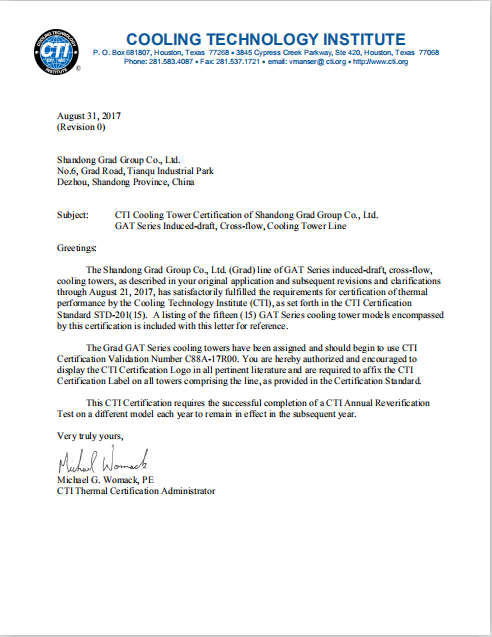 COOLING TECHNOLOGY INSTITUTE
P. O. Box 681807, Houston, Texas 77268 • 3845 Cypress Creek Parkway, Ste 420, Houston, Texas 77068
Phone: 281.583.4087 • Fax: 281.537.1721 • email: vmanser@cti.org • http://www.cti.org
COOLING TECHNOLOGY
CTI
INSTITUTE
©
August 31, 2017
(Revision 0)
Shandong Grad Group Co., Ltd.
No.6, Grad Road, Tianqu Industrial Park
Dezhou, Shandong Province, China
Subject: CTI Cooling Tower Certification of Shandong Grad Group Co., Ltd.
GAT Series Induced-draft, Cross-flow, Cooling Tower Line
Greetings:
The Shandong Grad Group Co., Ltd. (Grad) line of GAT Series induced-draft, cross-flow,
cooling towers, as described in your original application and subsequent revisions and clarifications
through August 21, 2017, has satisfactorily fulfilled the requirements for certification of thermal
performance by the Cooling Technology Institute (CTI), as set forth in the CTI Certification
Standard STD-201(15). A listing of the fifteen (15) GAT Series cooling tower models encompassed
by this certification is included with this letter for reference.
The Grad GAT Series cooling towers have been assigned and should begin to use CTI
Certification Validation Number C88A-17R00. You are hereby authorized and encouraged to
display the CTI Certification Logo in all pertinent literature and are required to affix the CTI
Certification Label on all towers comprising the line, as provided in the Certification Standard.
This CTI Certification requires the successful completion of a CTI Annual Reverification
Test on a different model each year to remain in effect in the subsequent year.
Very truly yours,
Michael Womack
Michael G. Womack, PE
CTI Thermal Certification Administrator